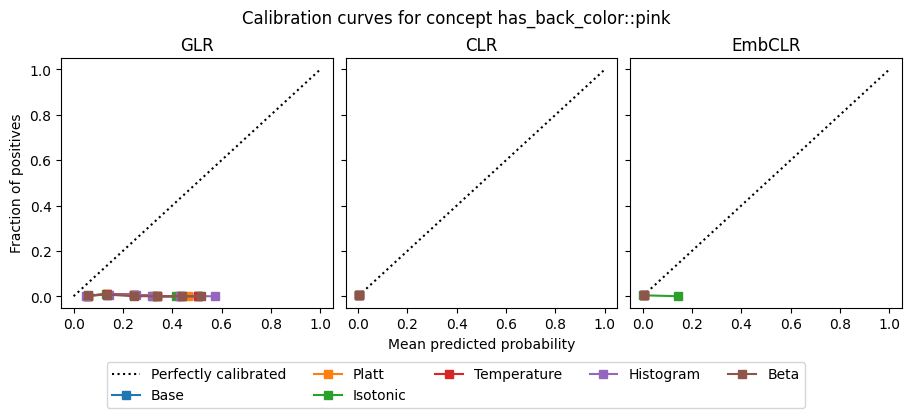 Calibration curves for concept has_back_color::pink
GLR
CLR
EmbCLR
Fraction of positives
1.0
0.8
0.6
0.4
0.2
0.0
0.0 0.2 0.4 0.6 0.8 1.0
0.0 0.2 0.4 0.6 0.8 1.0
0.0 0.2 0.4 0.6 0.8 1.0
Mean predicted probability
Perfectly calibrated
Base
Platt
Isotonic
Temperature
Histogram
Beta